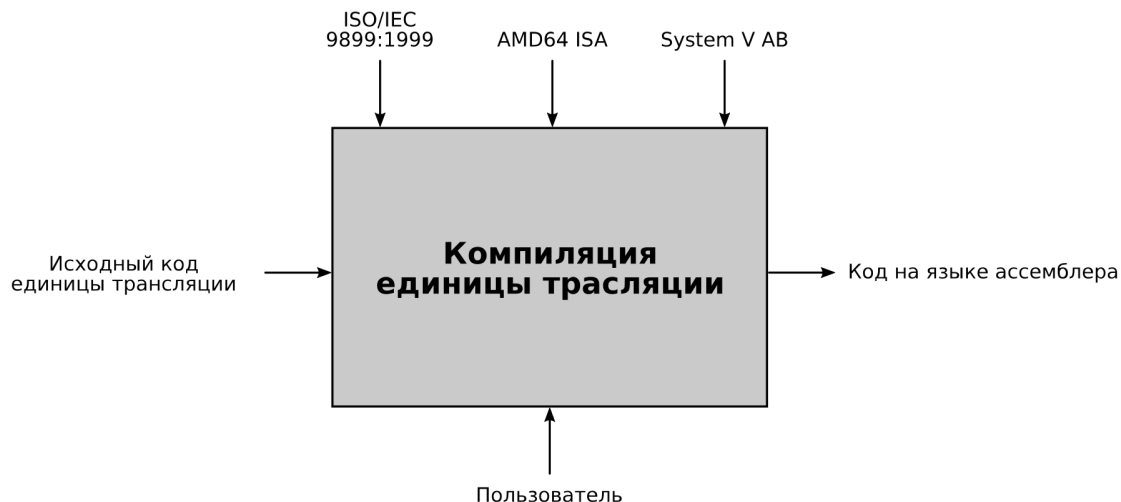 ISO/IEC
9899:1999
AMD64 ISA
System V AB
Исходный код
единицы трансляции
Компиляция
единицы трасляции
Код на языке ассемблера
Пользователь